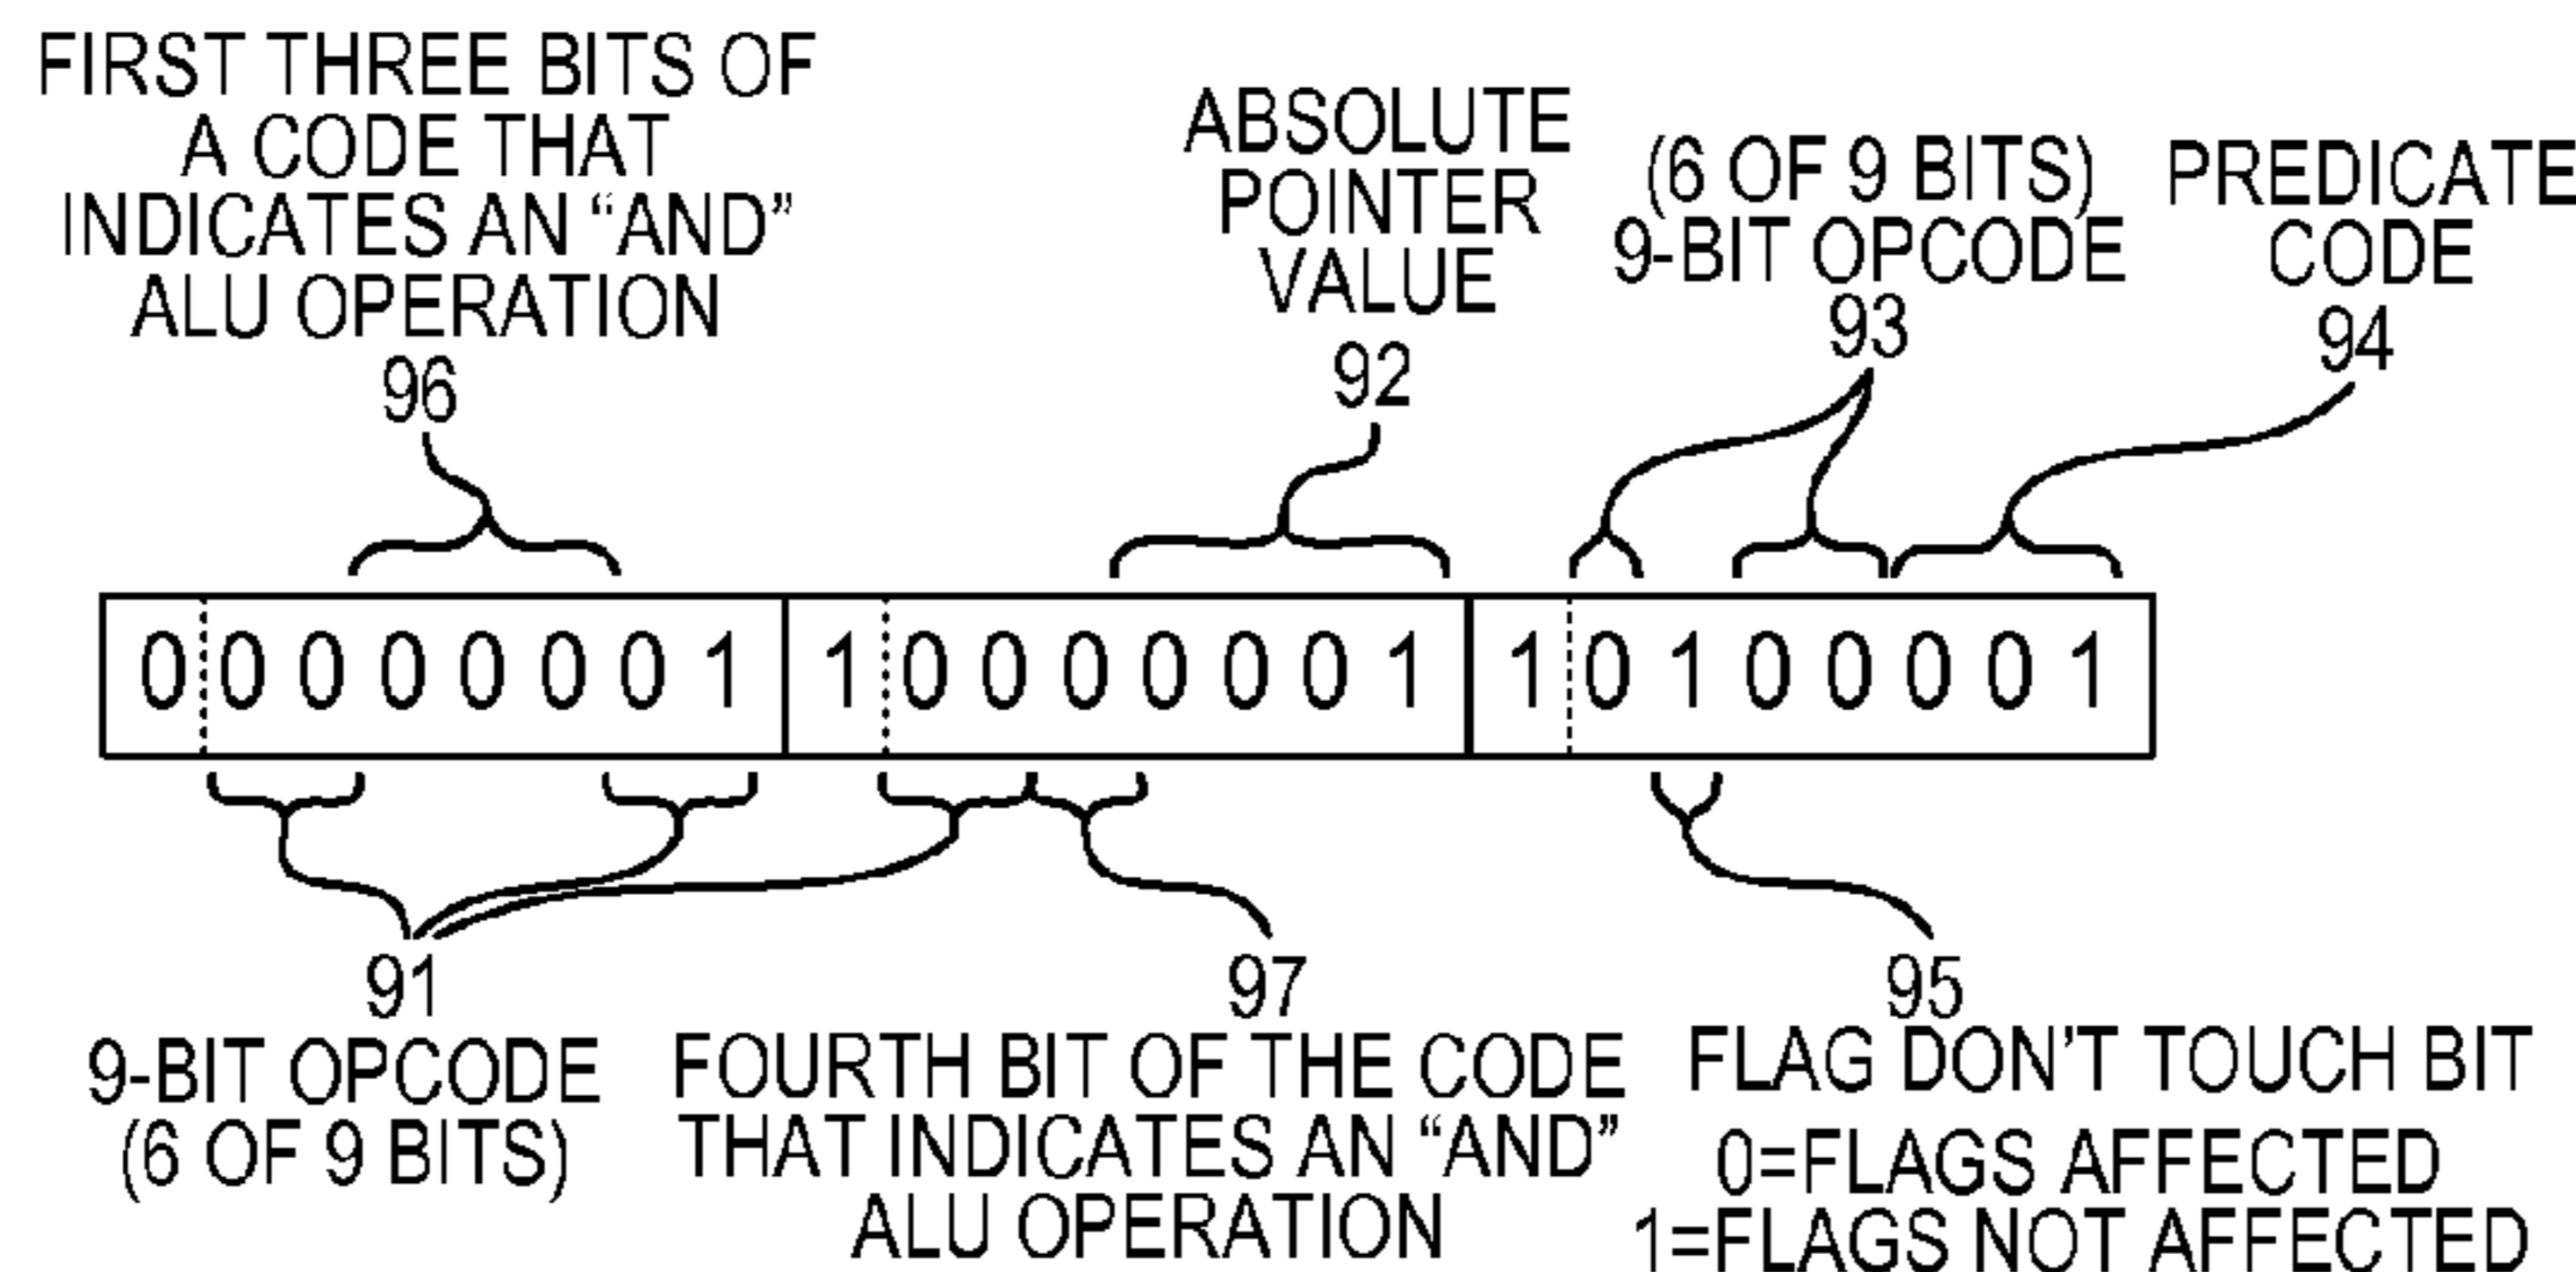 FIRST THREE BITS OF
A CODE THAT
INDICATES AN “AND”
ALU OPERATION
96
ABSOLUTE
POINTER
VALUE
92
(6 OF 9 BITS)
9-BIT OPCODE
93
PREDICATE
CODE
94
0 0 0 0 0 0 0 1 1 0 0 0 0 0 0 1 1 0 1 0 0 0 0 1
91
9-BIT OPCODE
(6 OF 9 BITS)
97
FOURTH BIT OF THE CODE
THAT INDICATES AN “AND”
ALU OPERATION
95
FLAG DON’T TOUCH BIT
0=FLAGS AFFECTED
1=FLAGS NOT AFFECTED